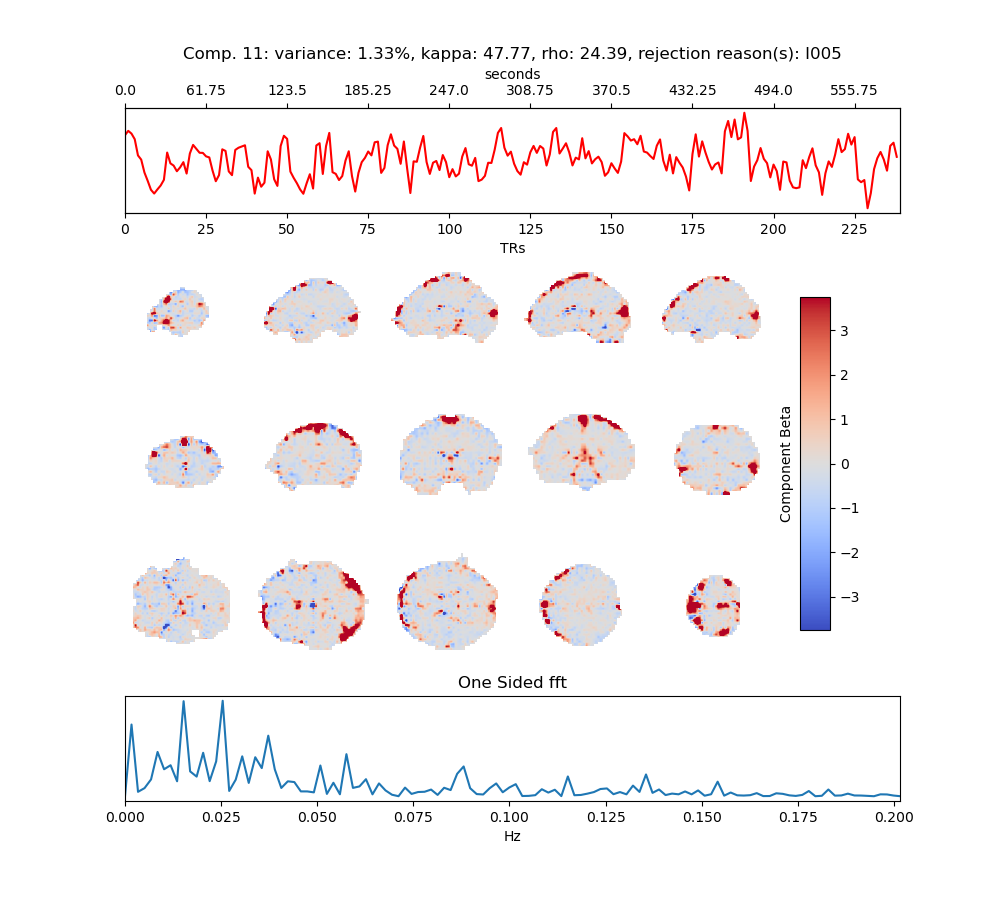 Comp. 11: variance: 1.33%, kappa: 47.77, rho: 24.39, rejection reason(s): I005
seconds
0.0 61.75 123.5 185.25 247.0 308.75 370.5 432.25 494.0 555.75
0 25 50 75 100 125 150 175 200 225
TRs
3
2
1
0
−1
−2
−3
Component Beta
One Sided fft
0.000 0.025 0.050 0.075 0.100 0.125 0.150 0.175 0.200
Hz